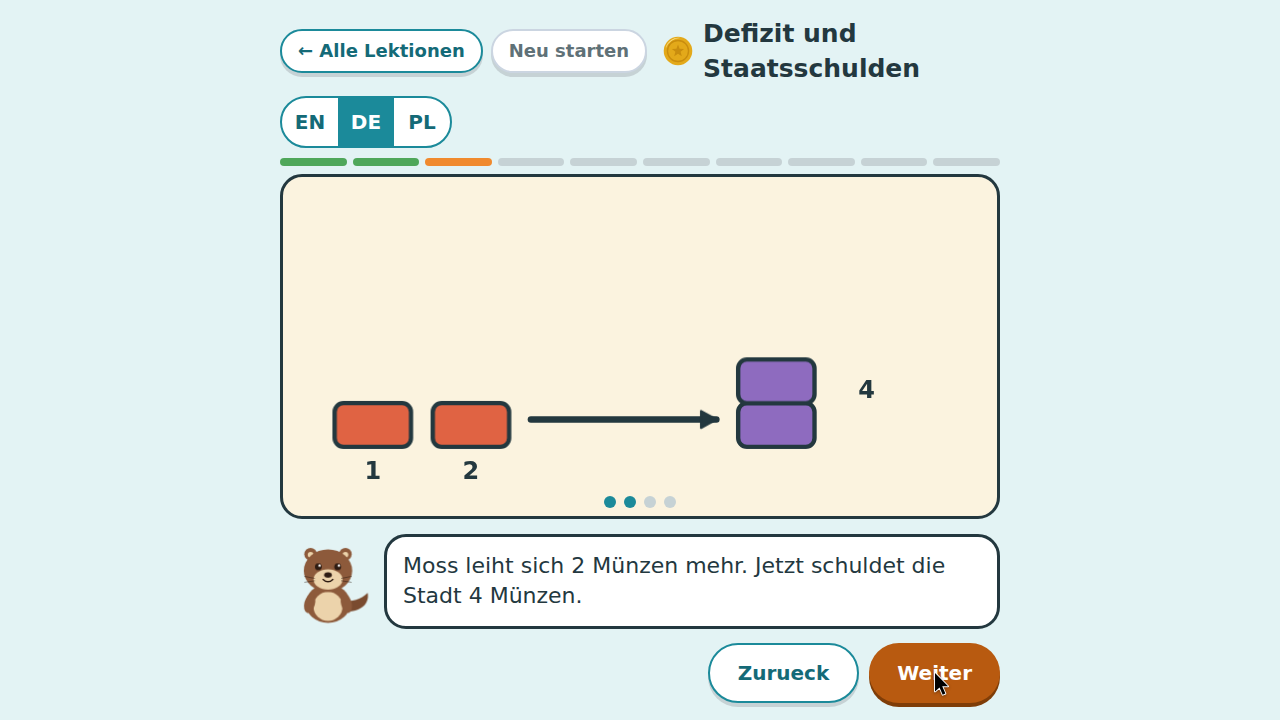 ← Alle Lektionen
Neu starten
Defizit und
Staatsschulden
EN DE PL
4
1 2
Moss leiht sich 2 Münzen mehr. Jetzt schuldet die
Stadt 4 Münzen.
Zurueck
Weiter